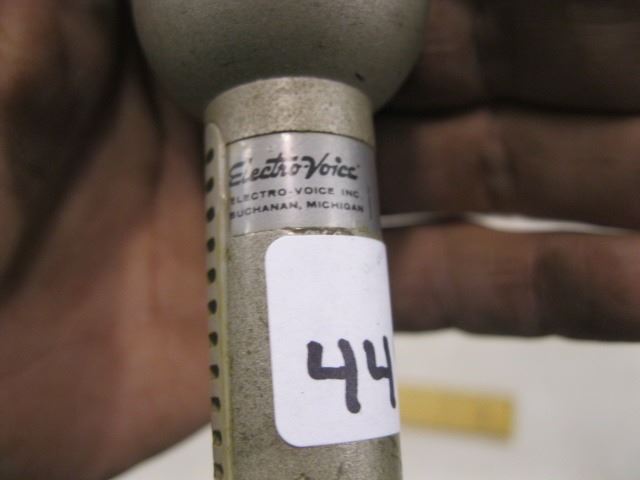 Electro-Voice
ELECTRO-VOICE INC.
BUCHANAN, MICHIGAN
44